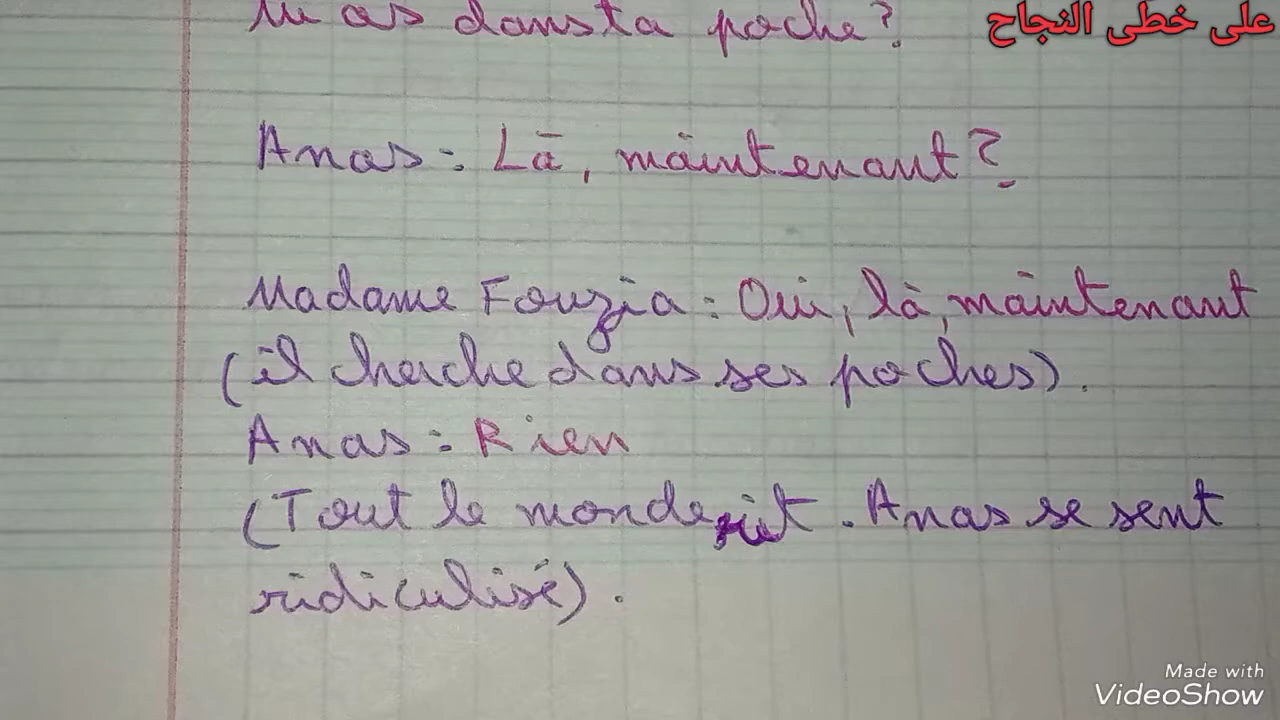 tu as dans ta poche?
على خطى النجاح
Anas: Là, maintenant?
Madame Fouzia: Oui, là, maintenant
(il cherche dans ses poches).
Anas: Rien
(Tout le monde rit. Anas se sent
ridiculisé).
Made with
VideoShow